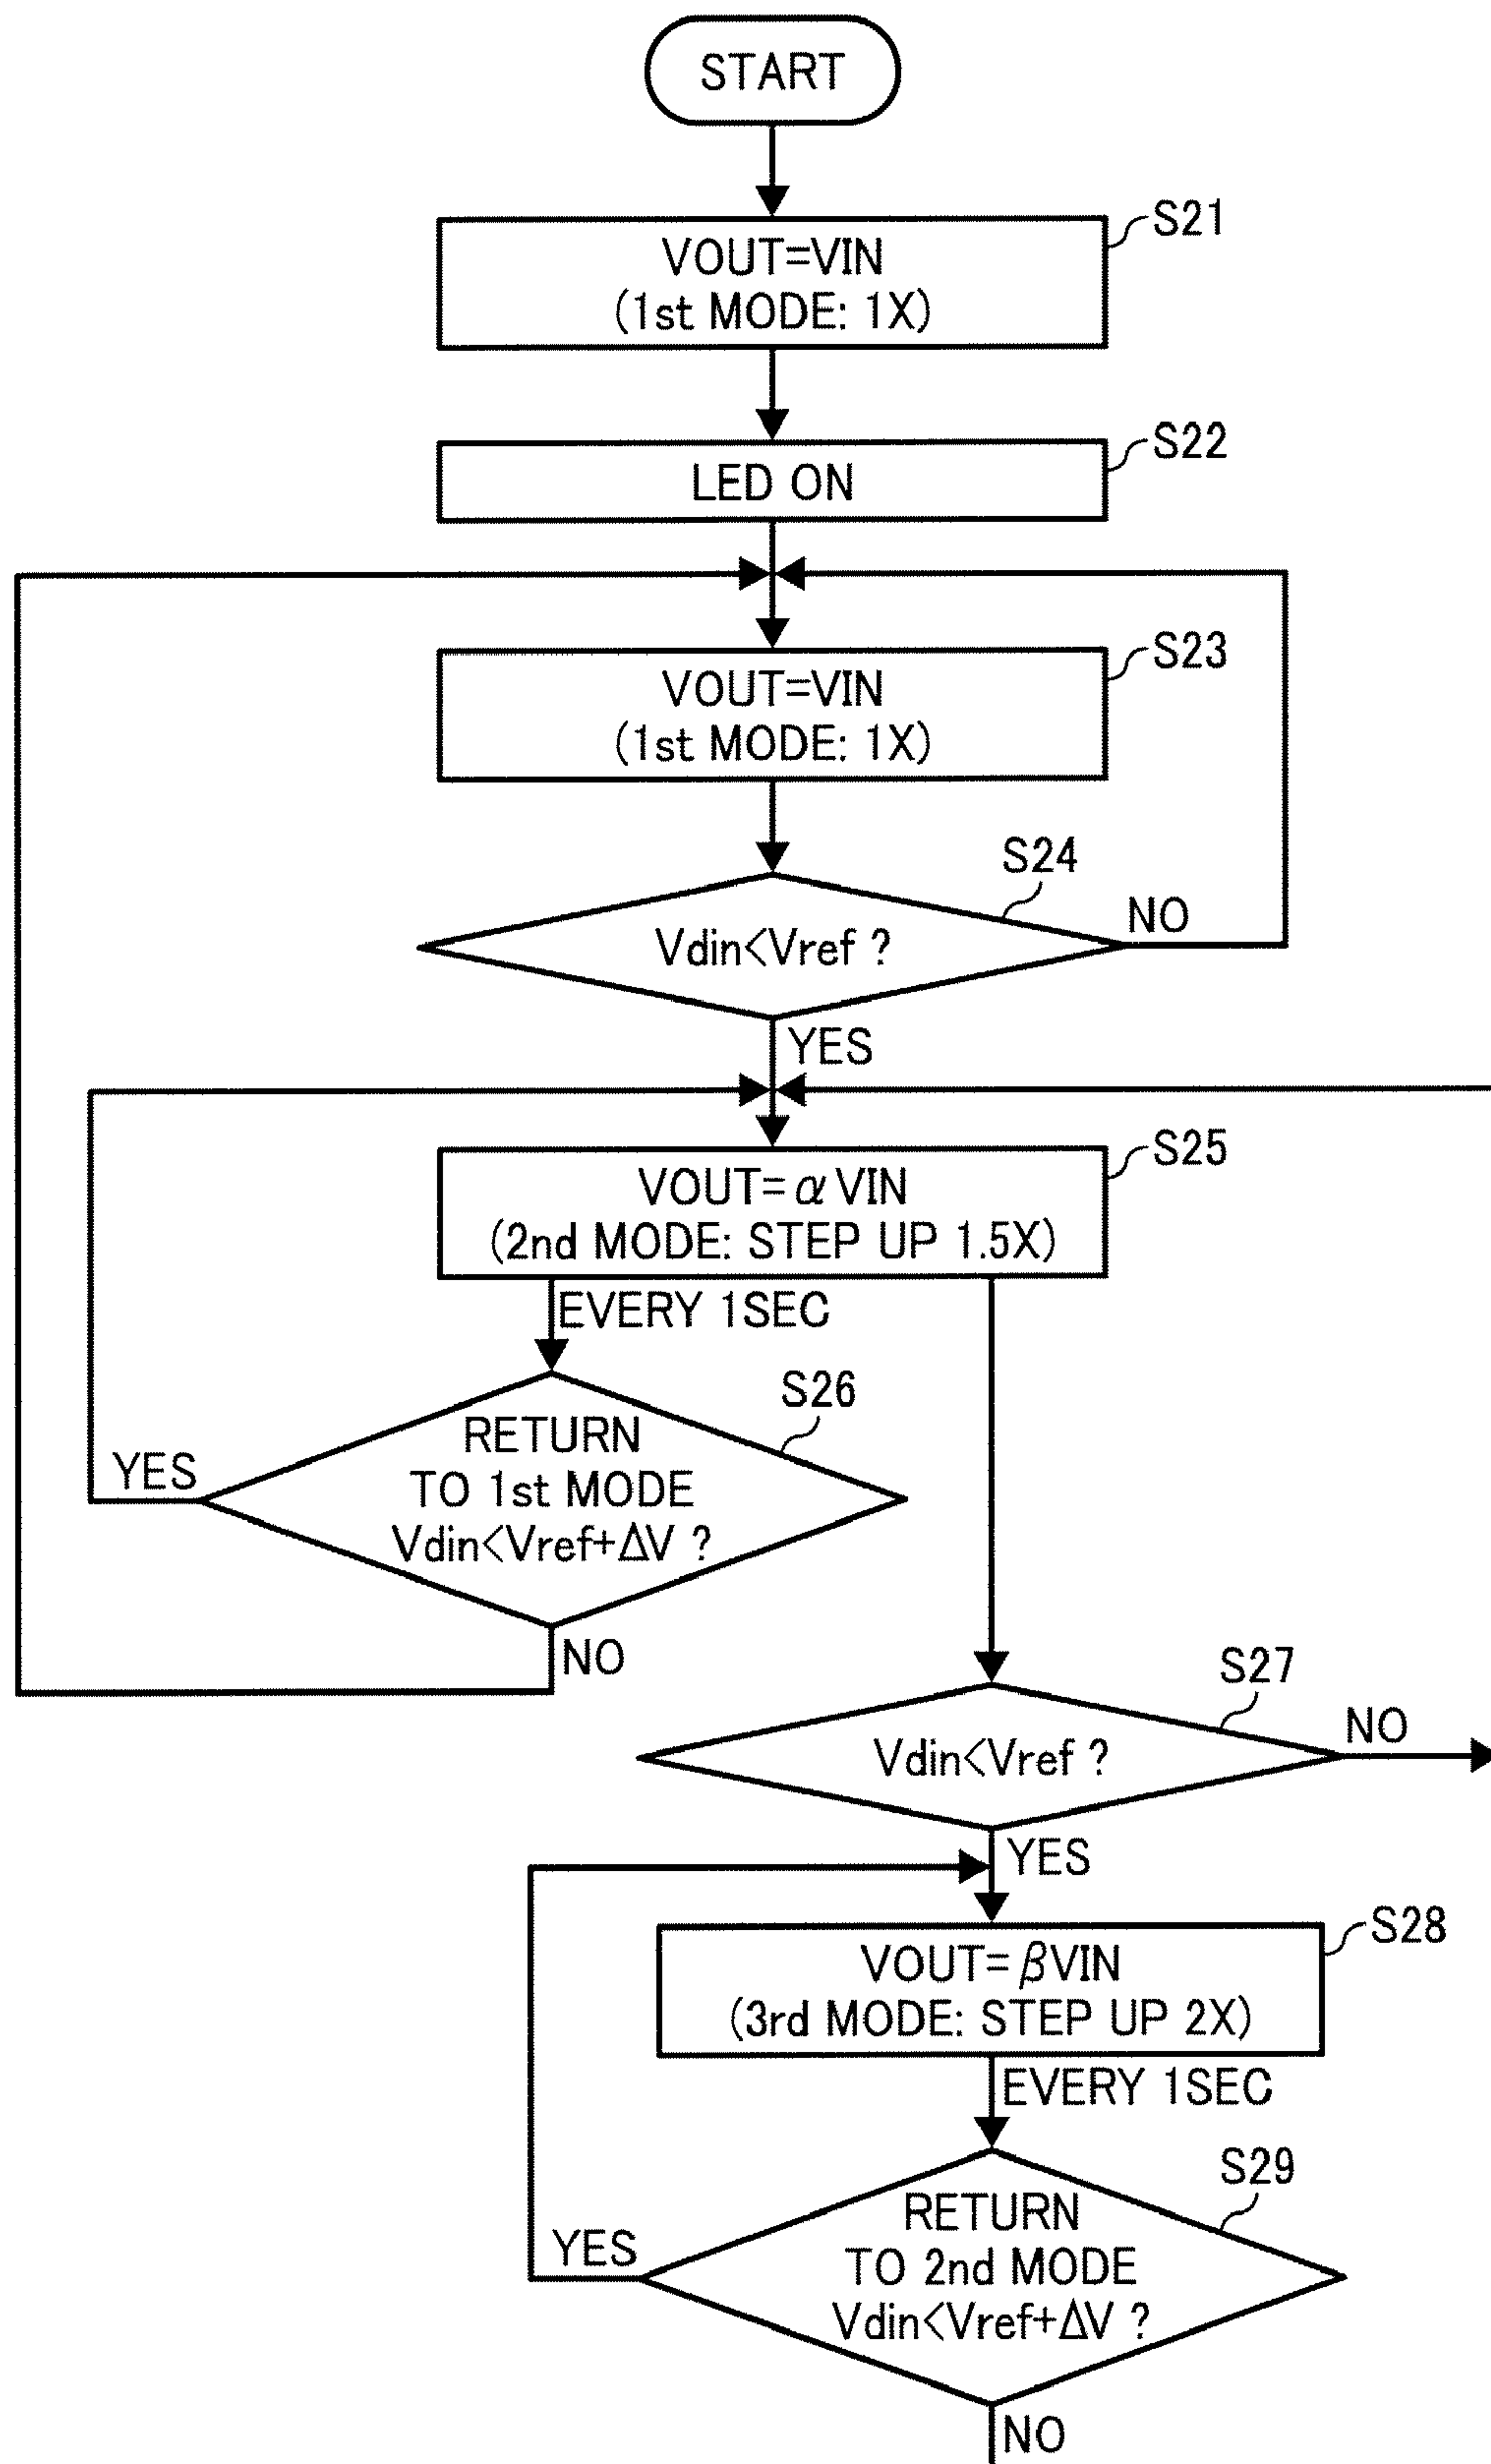 START
S21
VOUT=VIN
(1st MODE: 1X)
S22
LED ON
S23
VOUT=VIN
(1st MODE: 1X)
S24
Vdin<Vref ?
NO
YES
S25
VOUT=α VIN
(2nd MODE: STEP UP 1.5X)
EVERY 1SEC
S26
RETURN
TO 1st MODE
Vdin<Vref+ΔV ?
YES
NO
S27
Vdin<Vref ?
NO
YES
S28
VOUT=βVIN
(3rd MODE: STEP UP 2X)
EVERY 1SEC
S29
RETURN
TO 2nd MODE
Vdin<Vref+ΔV ?
YES
NO